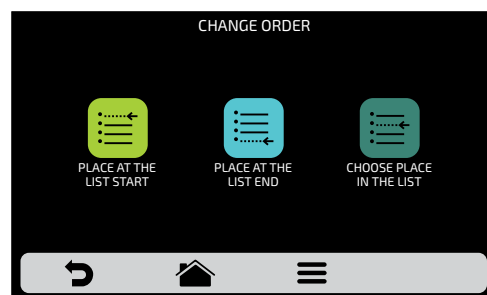 CHANGE ORDER
PLACE AT THE
LIST START
PLACE AT THE
LIST END
CHOOSE PLACE
IN THE LIST